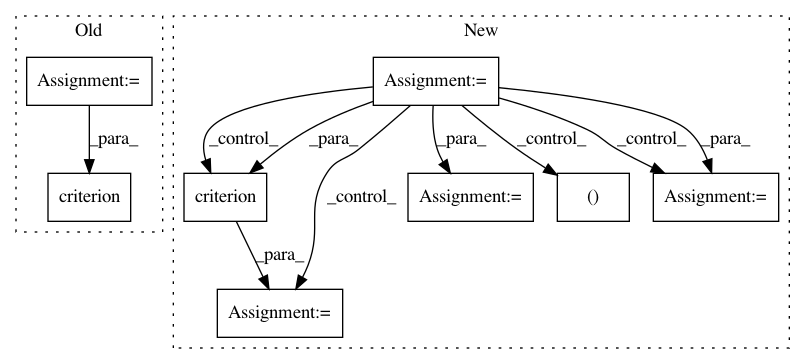 Old
New
Assignment:=
Assignment:=
_para_
_control_
_para_
_para_
_control_
_control_
_para_
criterion
criterion
_control_
Assignment:=
()
Assignment:=
_para_
Assignment:=